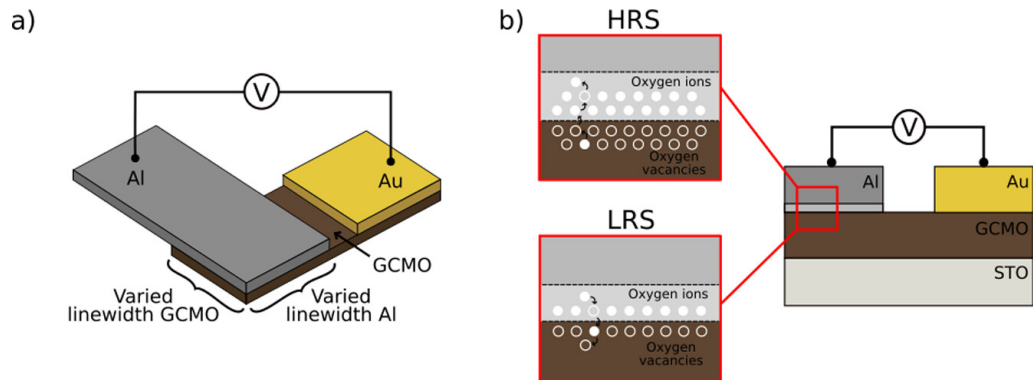 a)
V
Al
Au
GCMO
Varied
linewidth GCMO
Varied
linewidth Al
b)
HRS
Oxygen ions
Oxygen
vacancies
LRS
Oxygen ions
Oxygen
vacancies
V
Al
Au
GCMO
STO